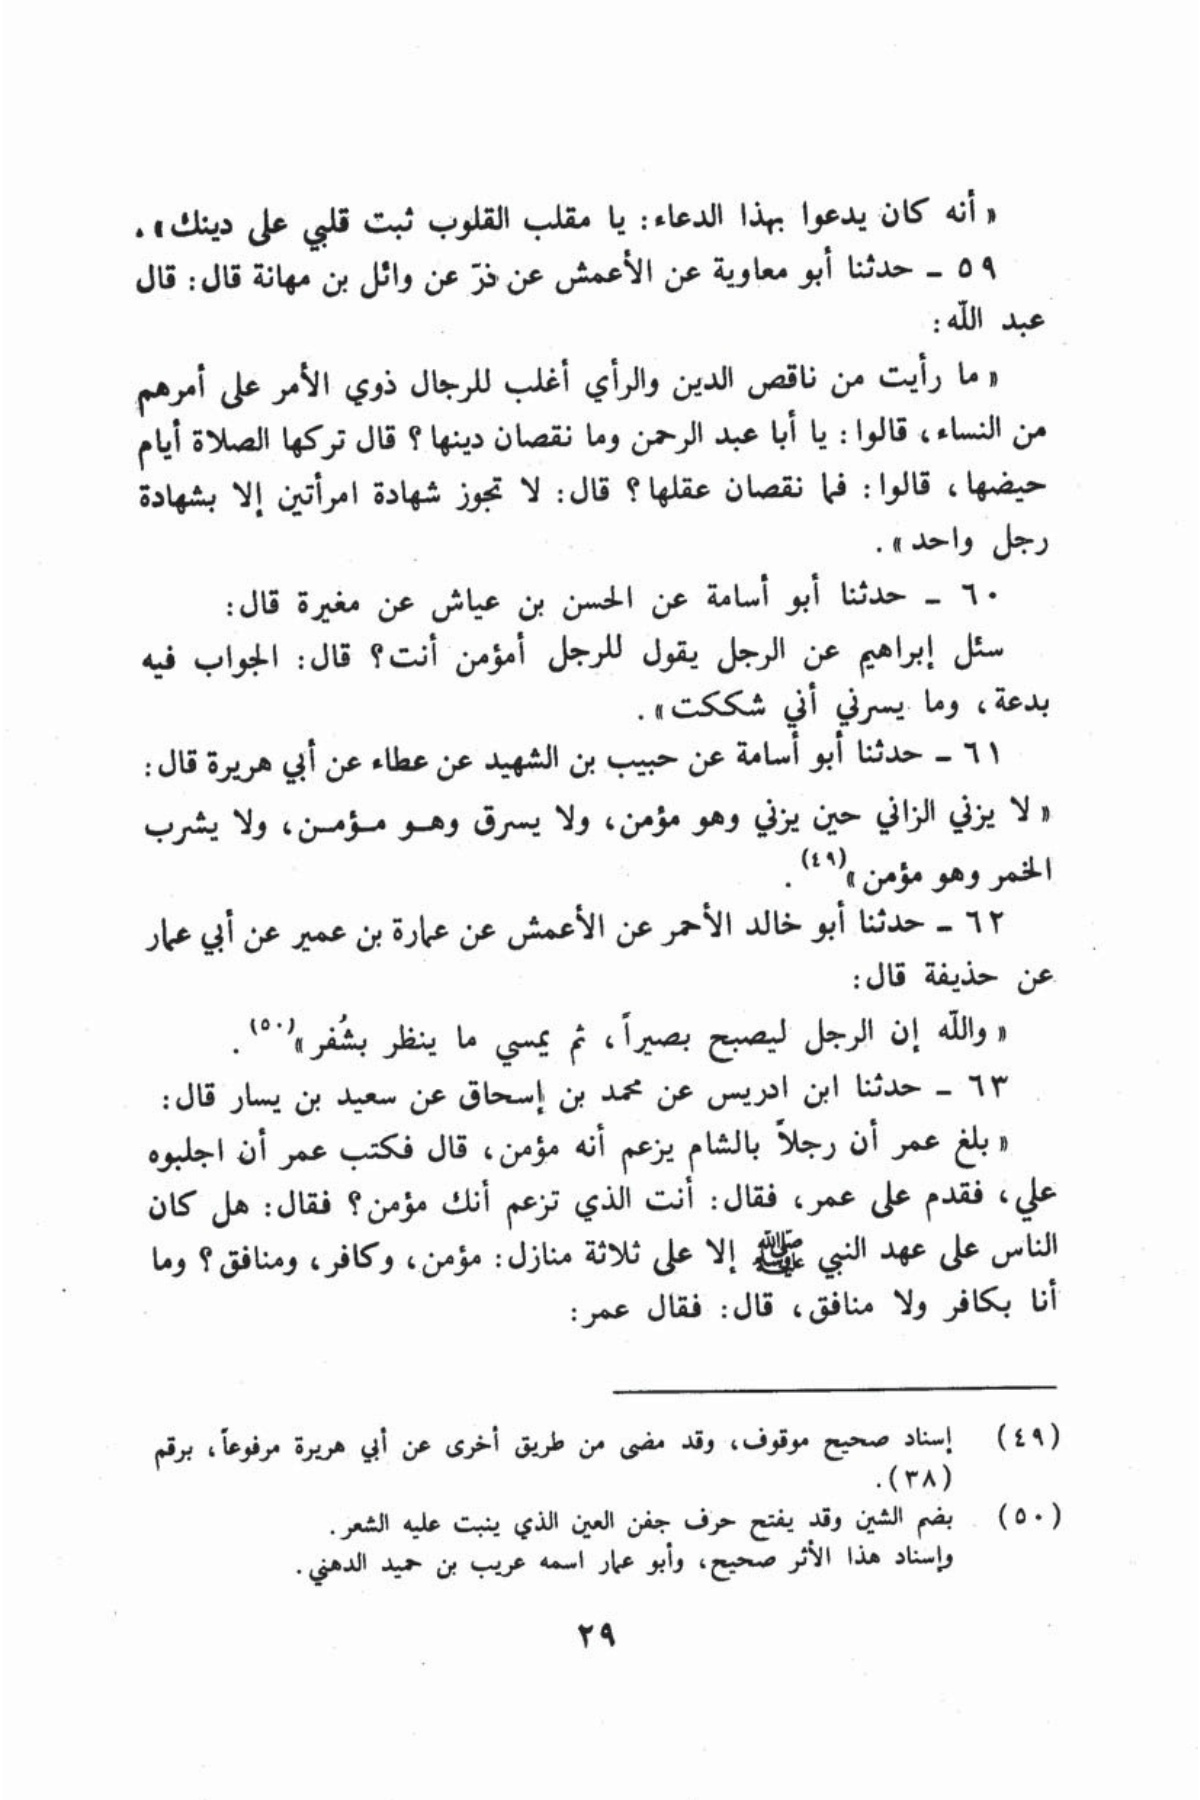 « أنه كان يدعوا بهذا الدعاء: يا مقلب القلوب ثبت قلبي على دينك».
٥٩ ـ حدثنا أبو معاوية عن الأعمش عن ذرّ عن وائل بن مهانة قال: قال
عبد اللّه:
« ما رأيت من ناقص الدين والرأي أغلب للرجال ذوي الأمر على أمرهم
من النساء، قالوا: يا أبا عبد الرحمن وما نقصان دينها؟ قال تركها الصلاة أيام
حيضها، قالوا: فما نقصان عقلها؟ قال: لا تجوز شهادة امرأتين إلا بشهادة
رجل واحد».
٦٠ ـ حدثنا أبو أسامة عن الحسن بن عياش عن مغيرة قال:
سئل إبراهيم عن الرجل يقول للرجل أمؤمن أنت؟ قال: الجواب فيه
بدعة، وما يسرني أني شككت».
٦١ ـ حدثنا أبو أسامة عن حبيب بن الشهيد عن عطاء عن أبي هريرة قال:
« لا يزني الزاني حين يزني وهو مؤمن، ولا يسرق وهـو مـؤمـن، ولا يشرب
الخمر وهو مؤمن»(٤٩).
٦٢ ـ حدثنا أبو خالد الأحمر عن الأعمش عن عمارة بن عمير عن أبي عمار
عن حذيفة قال:
« واللّه إن الرجل ليصبح بصيراً، ثم يمسي ما ينظر بشُفر»(٥٠).
٦٣ ـ حدثنا ابن ادريس عن محمد بن إسحاق عن سعيد بن يسار قال:
« بلغ عمر أن رجلاً بالشام يزعم أنه مؤمن، قال فكتب عمر أن اجلبوه
علي، فقدم على عمر، فقال: أنت الذي تزعم أنك مؤمن؟ فقال: هل كان
الناس على عهد النبي ﷺ إلا على ثلاثة منازل: مؤمن، وكافر، ومنافق؟ وما
أنا بكافر ولا منافق، قال: فقال عمر:
(٤٩) إسناد صحيح موقوف، وقد مضى من طريق أخرى عن أبي هريرة مرفوعاً، برقم
(٣٨).
(٥٠) بضم الشين وقد يفتح حرف جفن العين الذي ينبت عليه الشعر.
وإسناد هذا الأثر صحيح، وأبو عمار اسمه عريب بن حميد الدهني.
٢٩